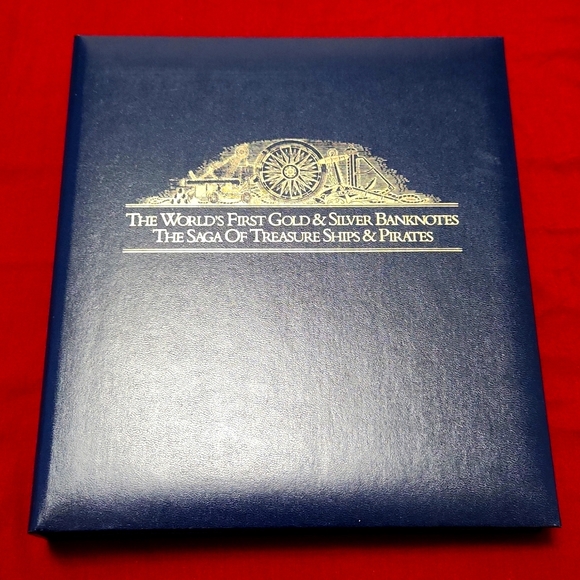 The World's First Gold & Silver Banknotes
The Saga Of Treasure Ships & Pirates